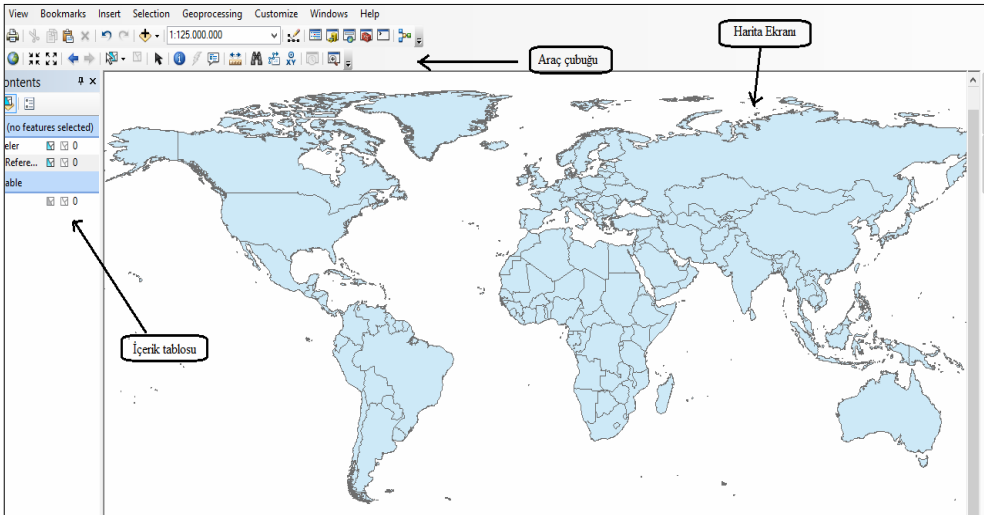 View Bookmarks Insert Selection Geoprocessing Customize Windows Help
1:125.000.000
Harita Ekranı
Araç çubuğu
ontents
(no features selected)
eler 0
Refere... 0
able
0
İçerik tablosu